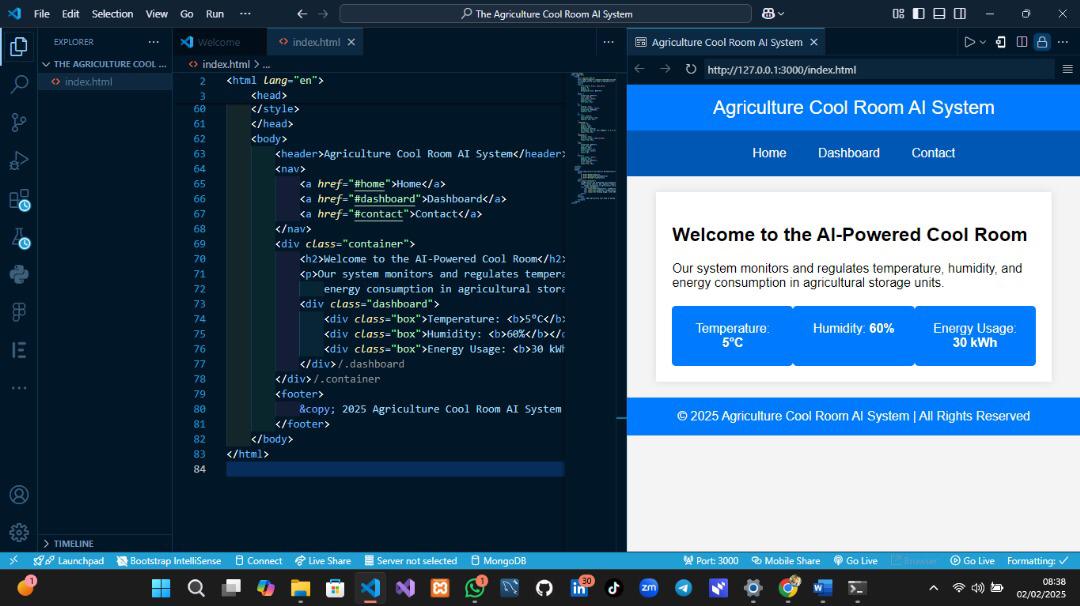 File Edit Selection View Go Run ··· The Agriculture Cool Room AI System
EXPLORER ···
THE AGRICULTURE COOL ...
<> index.html
Welcome <> index.html ···
<> index.html > ...
2 <html lang="en">
3 <head>
60 </style>
61 </head>
62 <body>
63 <header>Agriculture Cool Room AI System</header>
64 <nav>
65 <a href="#home">Home</a>
66 <a href="#dashboard">Dashboard</a>
67 <a href="#contact">Contact</a>
68 </nav>
69 <div class="container">
70 <h2>Welcome to the AI-Powered Cool Room</h2>
71 <p>Our system monitors and regulates tempera
72 energy consumption in agricultural stora
73 <div class="dashboard">
74 <div class="box">Temperature: <b>5°C</b>
75 <div class="box">Humidity: <b>60%</b></d
76 <div class="box">Energy Usage: <b>30 kWh
77 </div>/.dashboard
78 </div>/.container
79 <footer>
80 &copy; 2025 Agriculture Cool Room AI System
81 </footer>
82 </body>
83 </html>
84
TIMELINE
Agriculture Cool Room AI System ···
http://127.0.0.1:3000/index.html
Agriculture Cool Room AI System
Home Dashboard Contact
Welcome to the AI-Powered Cool Room
Our system monitors and regulates temperature, humidity, and
energy consumption in agricultural storage units.
Temperature: Humidity: 60% Energy Usage:
5°C 30 kWh
© 2025 Agriculture Cool Room AI System | All Rights Reserved
Launchpad Bootstrap IntelliSense Connect Live Share Server not selected MongoDB Port: 3000 Mobile Share Go Live Browser Go Live Formatting: ✓
1 1 30 zm 08:38
02/02/2025